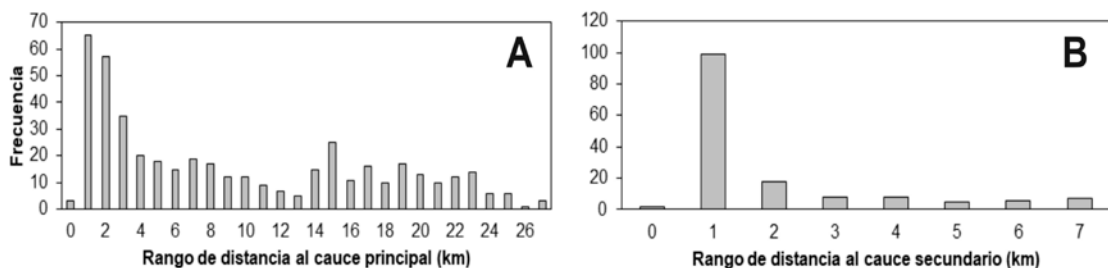 70
60
50
40
30
20
10
0
Frecuencia
A
0 2 4 6 8 10 12 14 16 18 20 22 24 26
Rango de distancia al cauce principal (km)
120
100
80
60
40
20
0
B
0 1 2 3 4 5 6 7
Rango de distancia al cauce secundario (km)